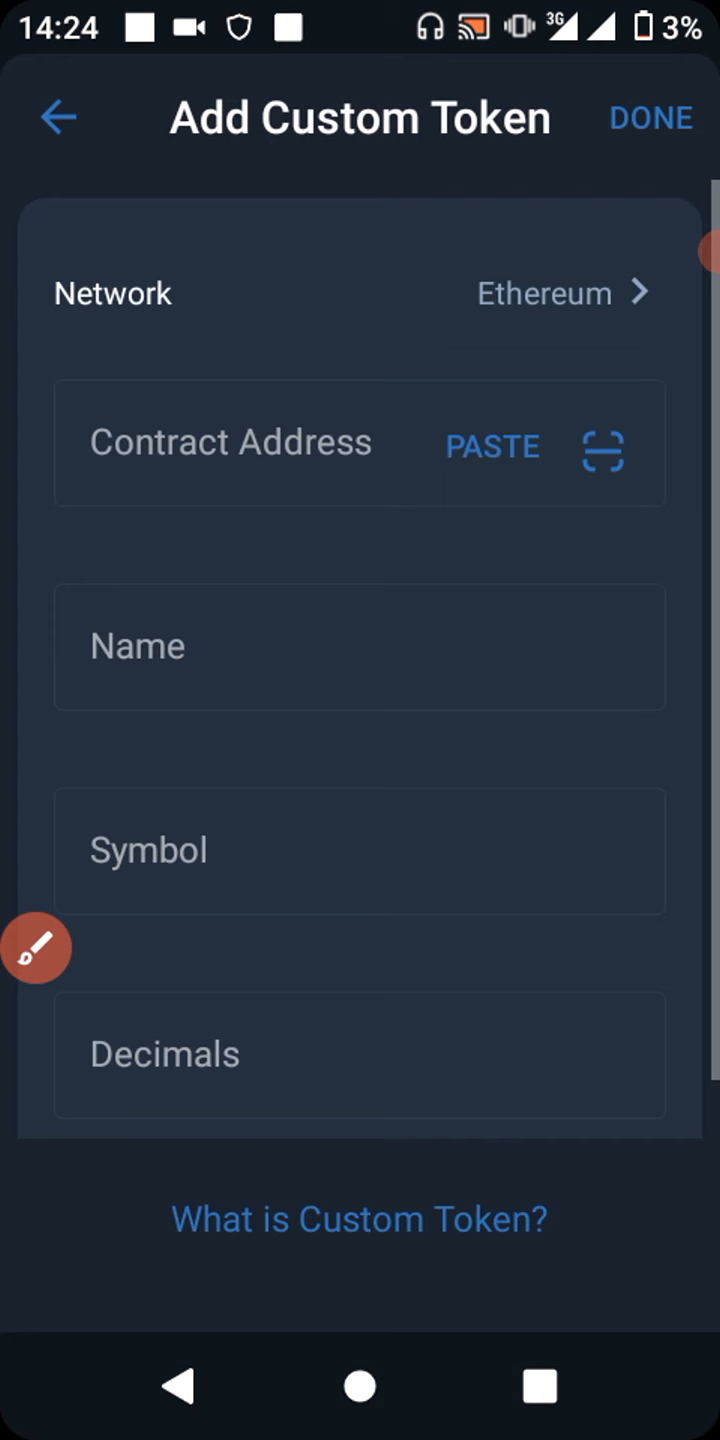 14:24 3G 3%
Add Custom Token DONE
Network Ethereum
Contract Address PASTE
Name
Symbol
Decimals
What is Custom Token?